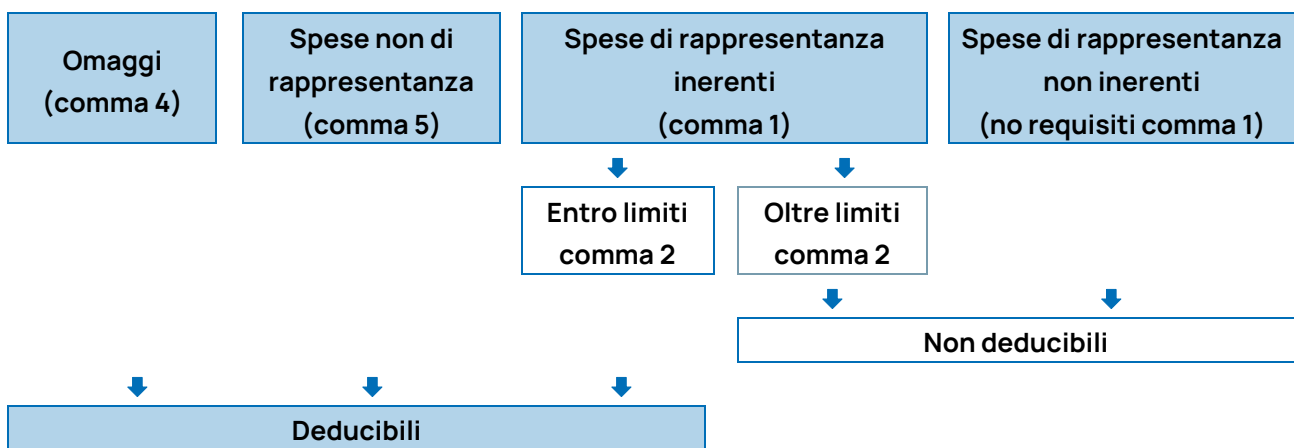 Omaggi
(comma 4)
Spese non di
rappresentanza
(comma 5)
Spese di rappresentanza
inerenti
(comma 1)
Spese di rappresentanza
non inerenti
(no requisiti comma 1)
Entro limiti
comma 2
Oltre limiti
comma 2
Non deducibili
Deducibili